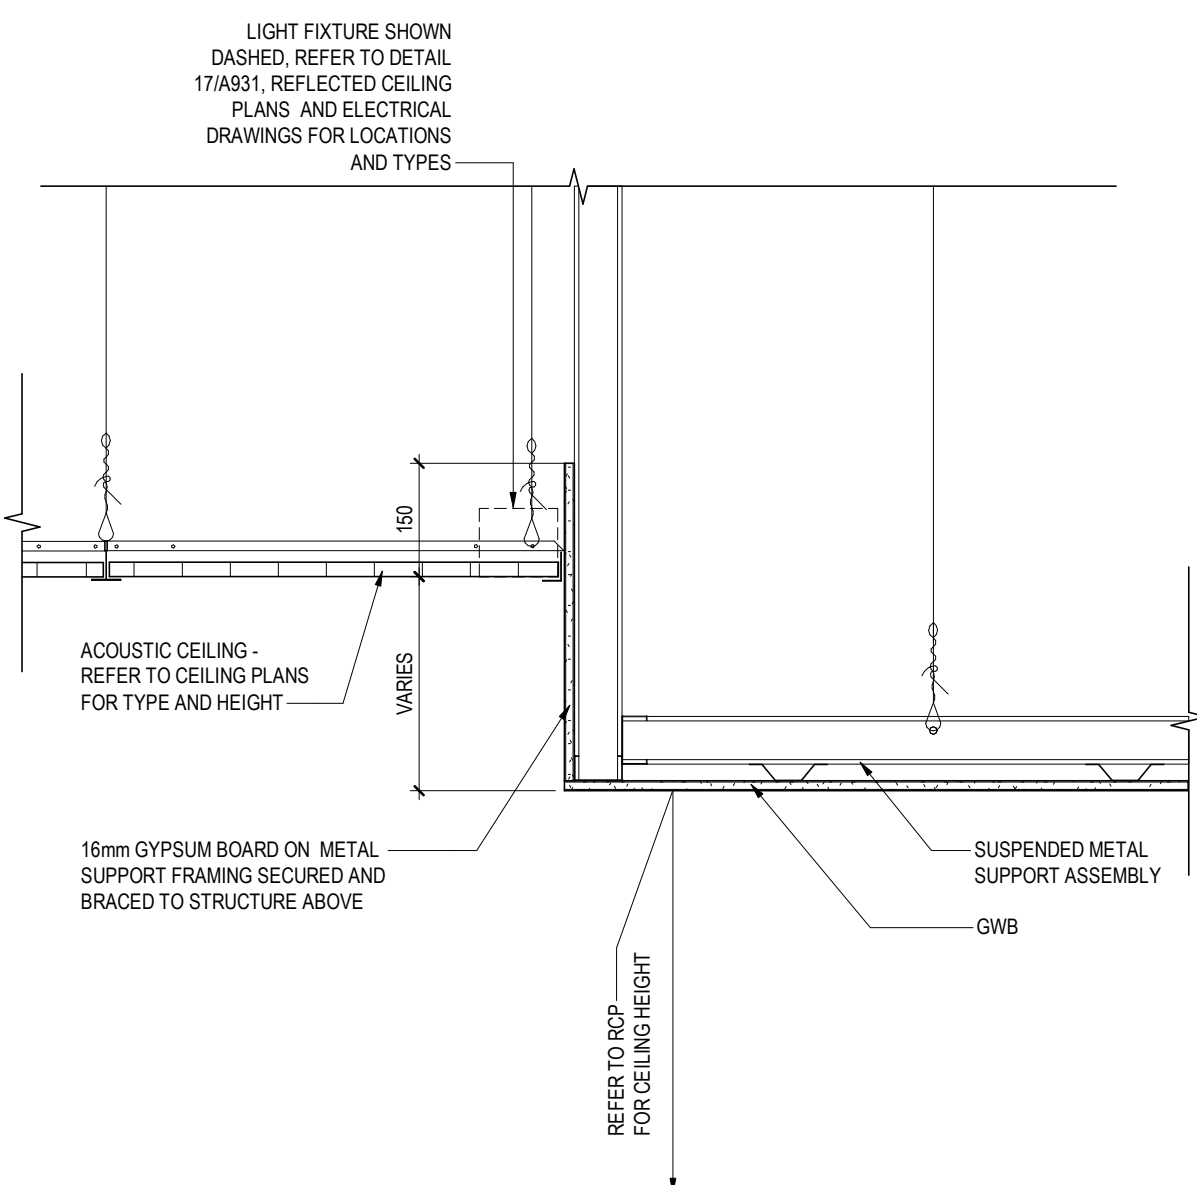 LIGHT FIXTURE SHOWN
DASHED, REFER TO DETAIL
17/A931, REFLECTED CEILING
PLANS AND ELECTRICAL
DRAWINGS FOR LOCATIONS
AND TYPES
150
VARIES
ACOUSTIC CEILING -
REFER TO CEILING PLANS
FOR TYPE AND HEIGHT
16mm GYPSUM BOARD ON METAL
SUPPORT FRAMING SECURED AND
BRACED TO STRUCTURE ABOVE
SUSPENDED METAL
SUPPORT ASSEMBLY
GWB
REFER TO RCP
FOR CEILING HEIGHT